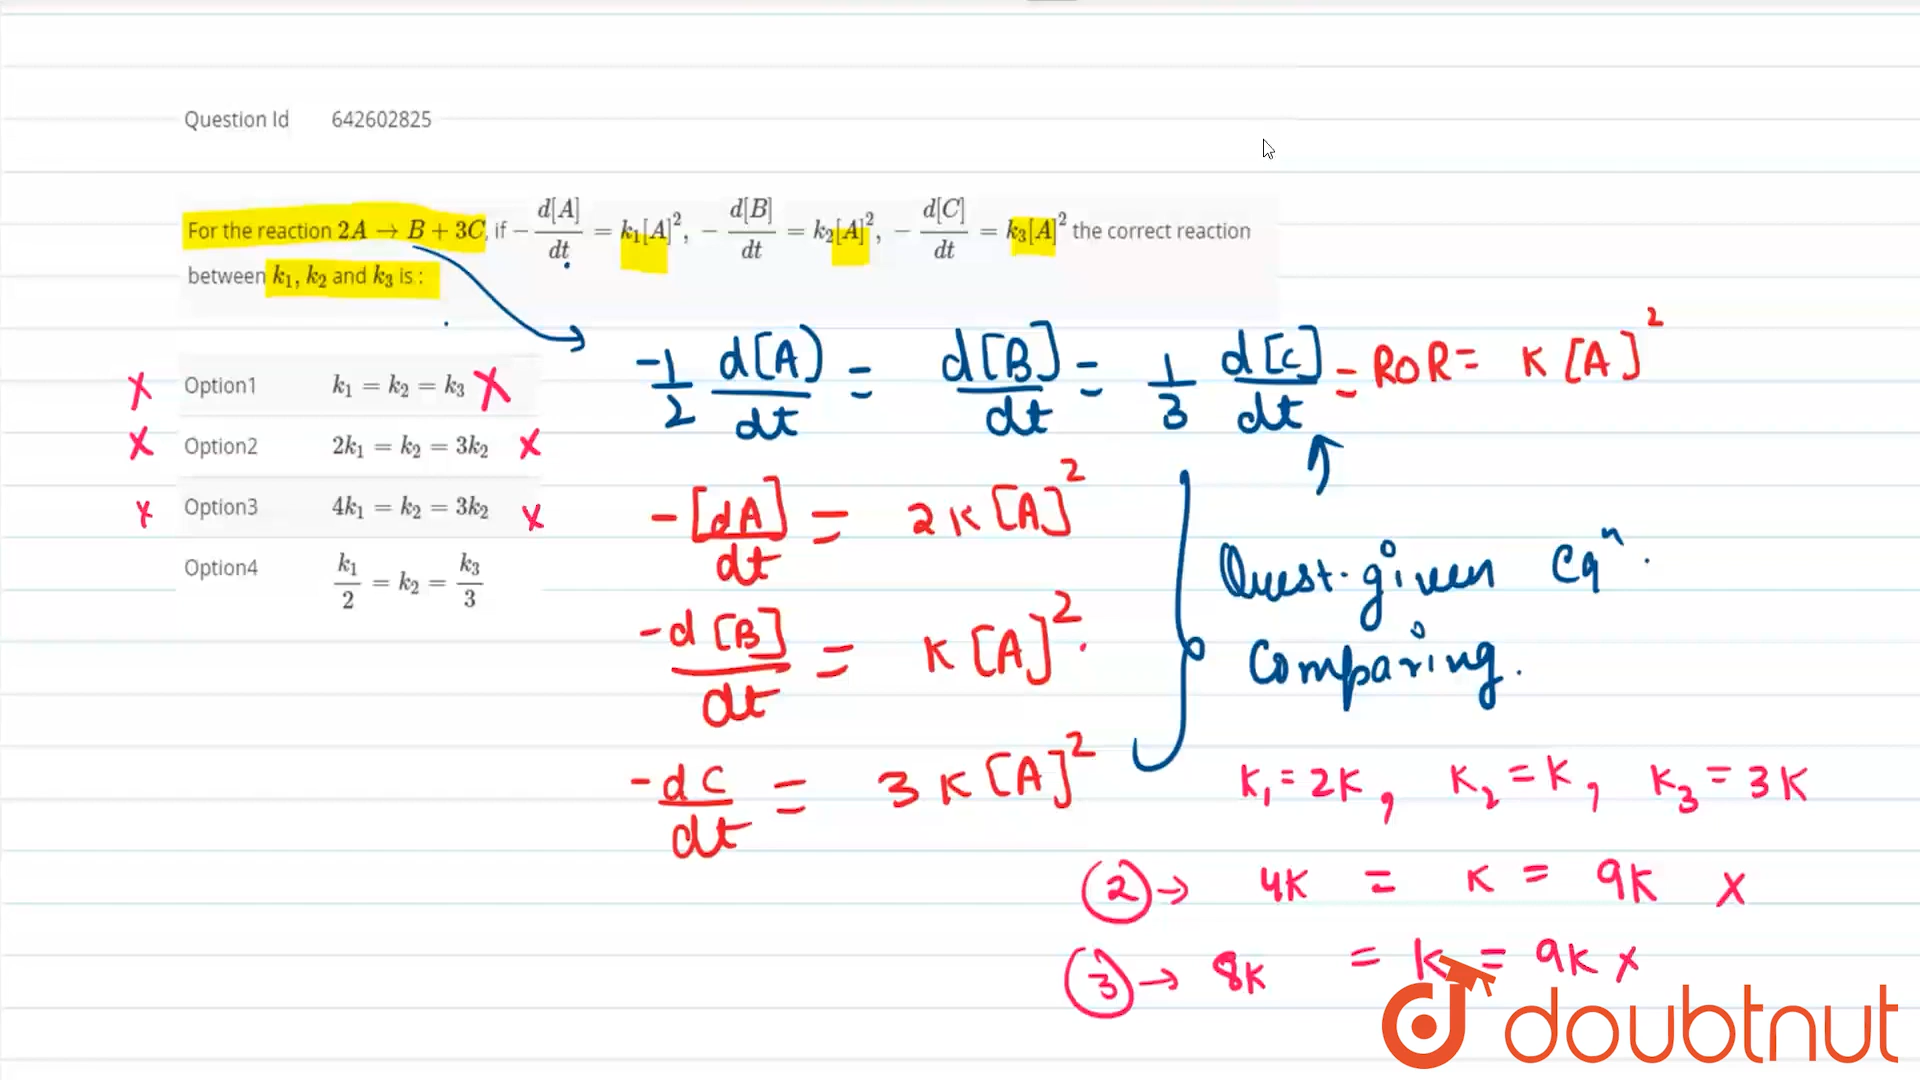 Question Id 642602825
For the reaction 2A → B + 3C, if − d[A]/dt = k₁[A]², − d[B]/dt = k₂[A]², − d[C]/dt = k₃[A]² the correct reaction
between k₁, k₂ and k₃ is :
X Option1 k₁ = k₂ = k₃ X
X Option2 2k₁ = k₂ = 3k₂ X
X Option3 4k₁ = k₂ = 3k₂ X
Option4 k₁/2 = k₂ = k₃/3
-1/2 d[A)/dt = d[B]/dt = 1/3 d[C]/dt = ROR = K[A]²
-[dA]/dt = 2K[A]²
-d[B]/dt = K[A]².
-dC/dt = 3K[A]²
Quest. given Eqⁿ.
Comparing.
K₁ = 2K, K₂ = K, K₃ = 3K
② → 4K = K = 9K X
③ → 8K = K = 9K X
doubtnut